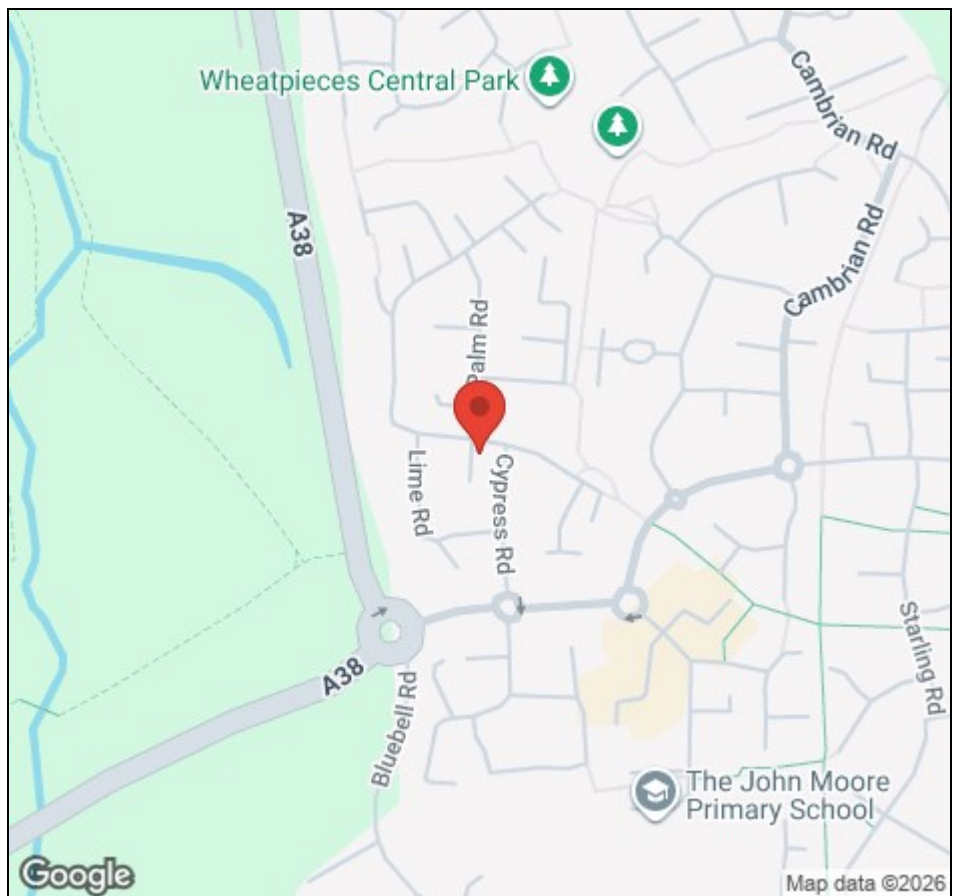 Wheatpieces Central Park
Cambrian Rd
A38
Cambrian Rd
Palm Rd
Lime Rd
Cypress Rd
Starling Rd
A38
Bluebell Rd
The John Moore
Primary School
Google
Map data ©2026